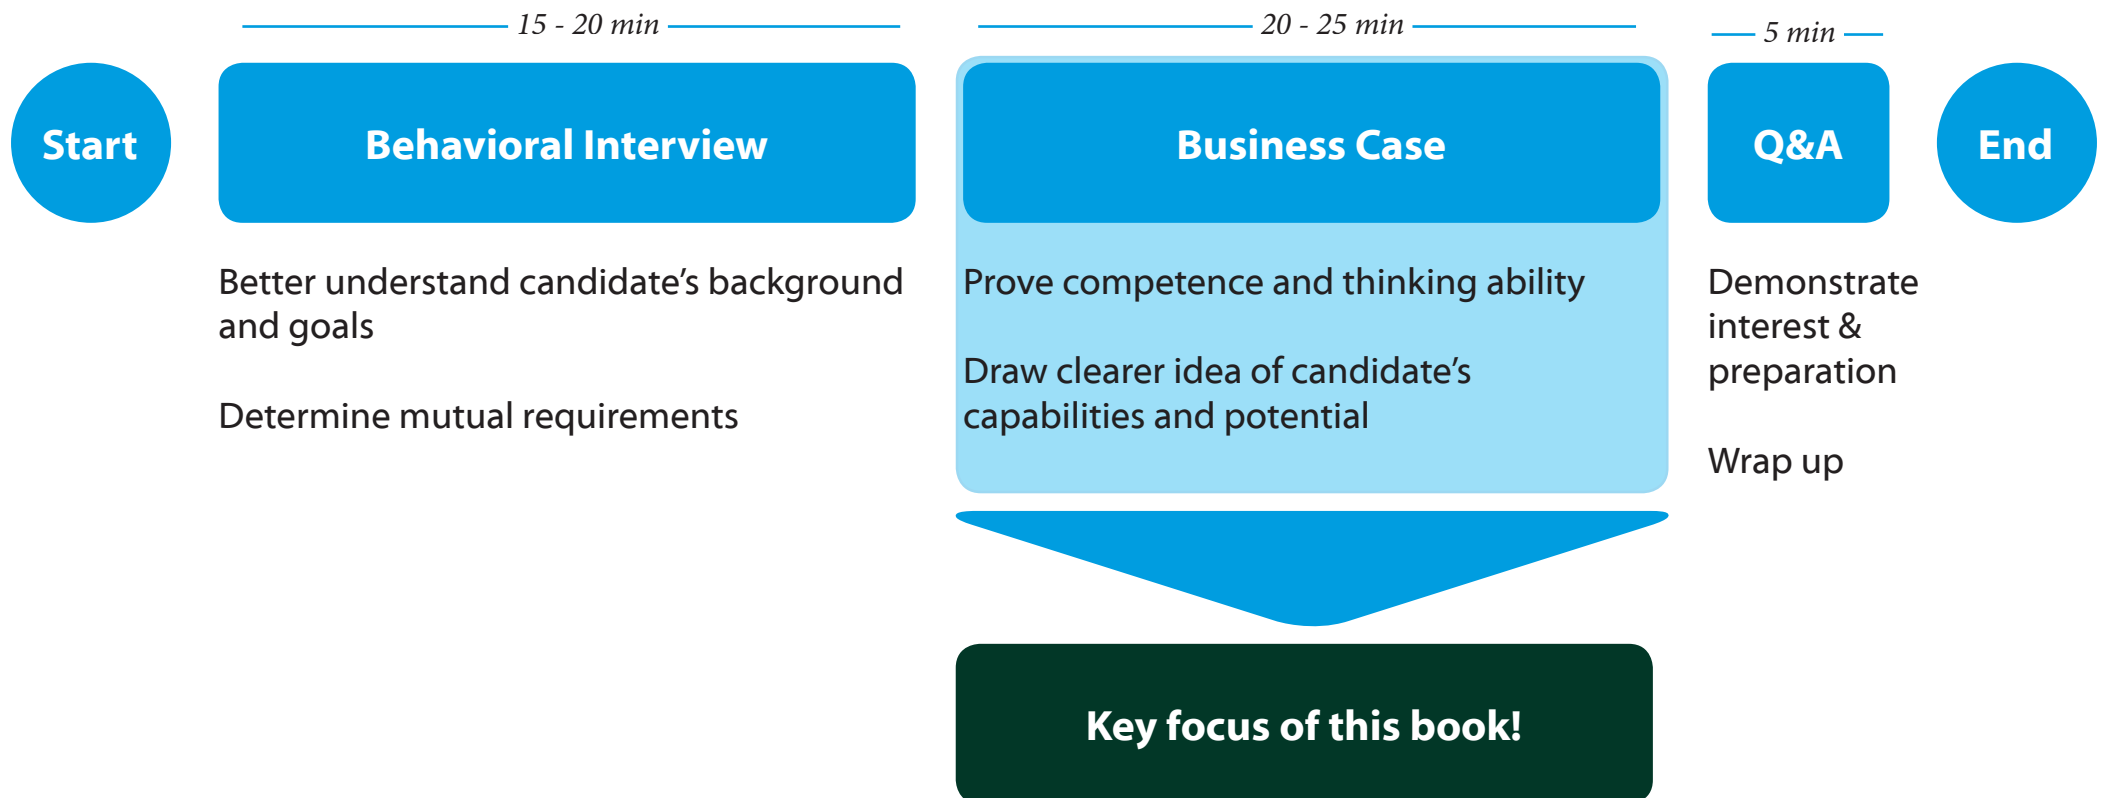 15 - 20 min
20 - 25 min
5 min
Start
Behavioral Interview
Business Case
Q&A
End
Better understand candidate’s background
and goals
Determine mutual requirements
Prove competence and thinking ability
Draw clearer idea of candidate’s
capabilities and potential
Demonstrate
interest &
preparation
Wrap up
Key focus of this book!